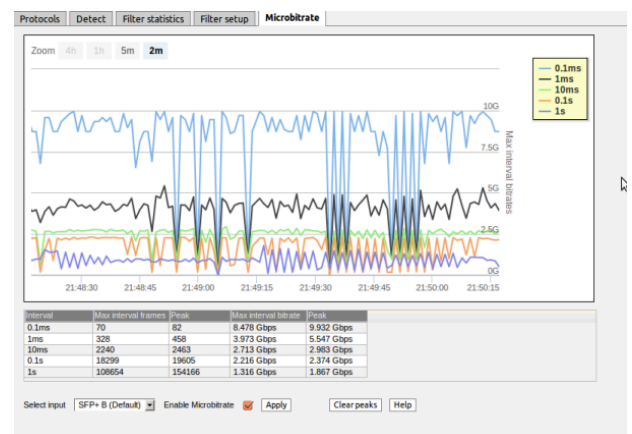 Protocols Detect Filter statistics Filter setup Microbitrate
Zoom 4h 1h 5m 2m
0.1ms
1ms
10ms
0.1s
1s
10G
7.5G
5G
2.5G
0G
Max interval bitrates
21:48:30 21:48:45 21:49:00 21:49:15 21:49:30 21:49:45 21:50:00 21:50:15
Interval Max interval frames Peak Max interval bitrate Peak
0.1ms 70 82 8.478 Gbps 9.932 Gbps
1ms 328 458 3.973 Gbps 5.547 Gbps
10ms 2240 2463 2.713 Gbps 2.983 Gbps
0.1s 18299 19605 2.216 Gbps 2.374 Gbps
1s 108654 154166 1.316 Gbps 1.867 Gbps
Select input SFP+ B (Default) Enable Microbitrate Apply Clear peaks Help